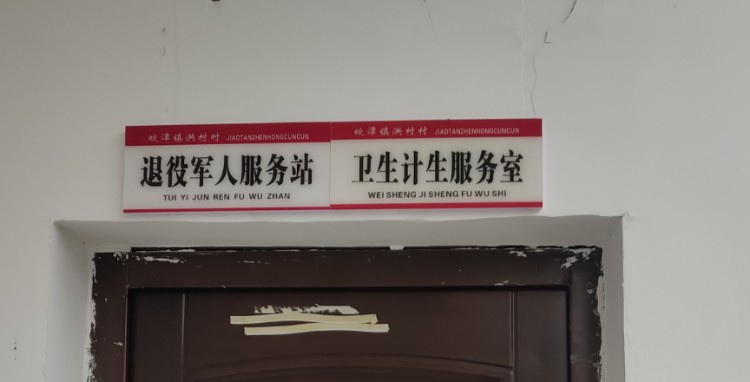 蛟潭镇洪村村 JIAOTANZHENHONGCUNCUN
退役军人服务站
TUI YI JUN REN FU WU ZHAN
蛟潭镇洪村村 JIAOTANZHENHONGCUNCUN
卫生计生服务室
WEI SHENG JI SHENG FU WU SHI